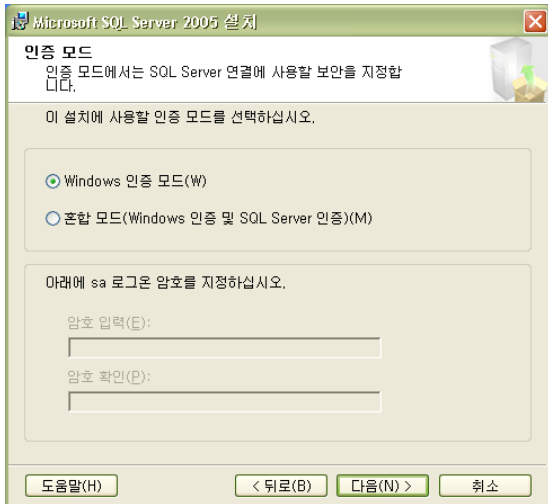 Microsoft SQL Server 2005 설치
인증 모드
인증 모드에서는 SQL Server 연결에 사용할 보안을 지정합
니다.
이 설치에 사용할 인증 모드를 선택하십시오.
Windows 인증 모드(W)
혼합 모드(Windows 인증 및 SQL Server 인증)(M)
아래에 sa 로그온 암호를 지정하십시오.
암호 입력(E):
암호 확인(P):
도움말(H) < 뒤로(B) 다음(N) > 취소